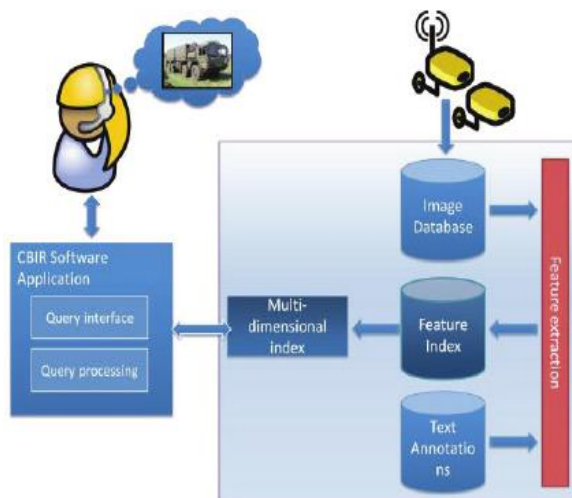 CBIR Software
Application
Query interface
Query processing
Multi-
dimensional
index
Image
Database
Feature
Index
Text
Annotatio
ns
Feature extraction